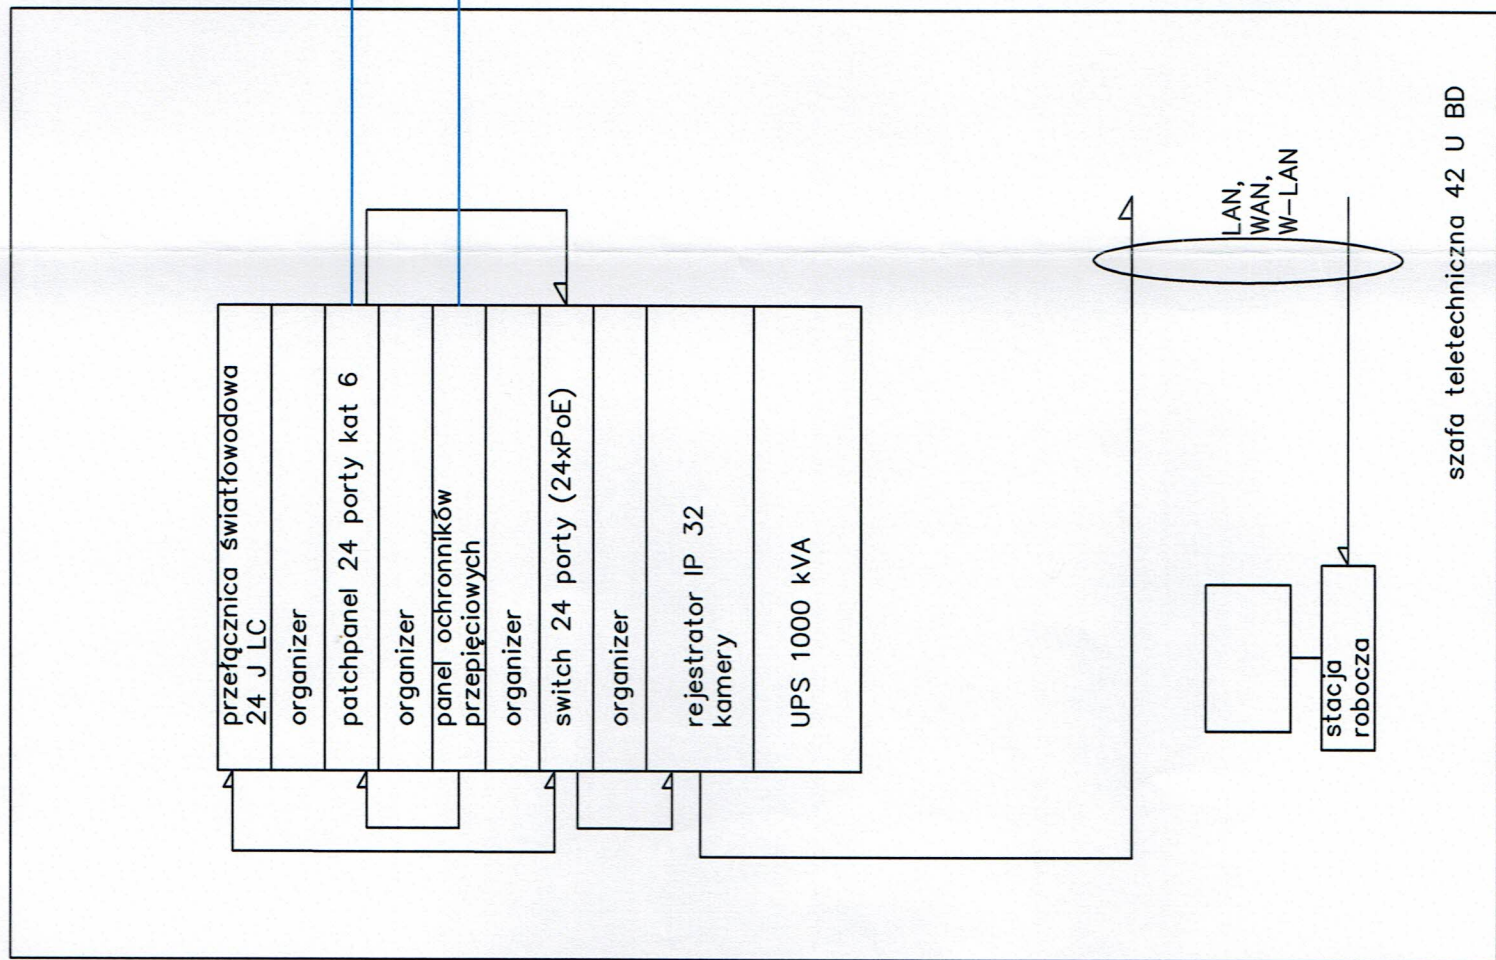 przełącznica światłowodowa
24 J LC
organizer
patchpanel 24 porty kat 6
organizer
panel ochronników
przepięciowych
organizer
switch 24 porty (24xPoE)
organizer
rejestrator IP 32
kamery
UPS 1000 kVA
LAN,
WAN,
W-LAN
stacja
robocza
szafa teletechniczna 42 U BD